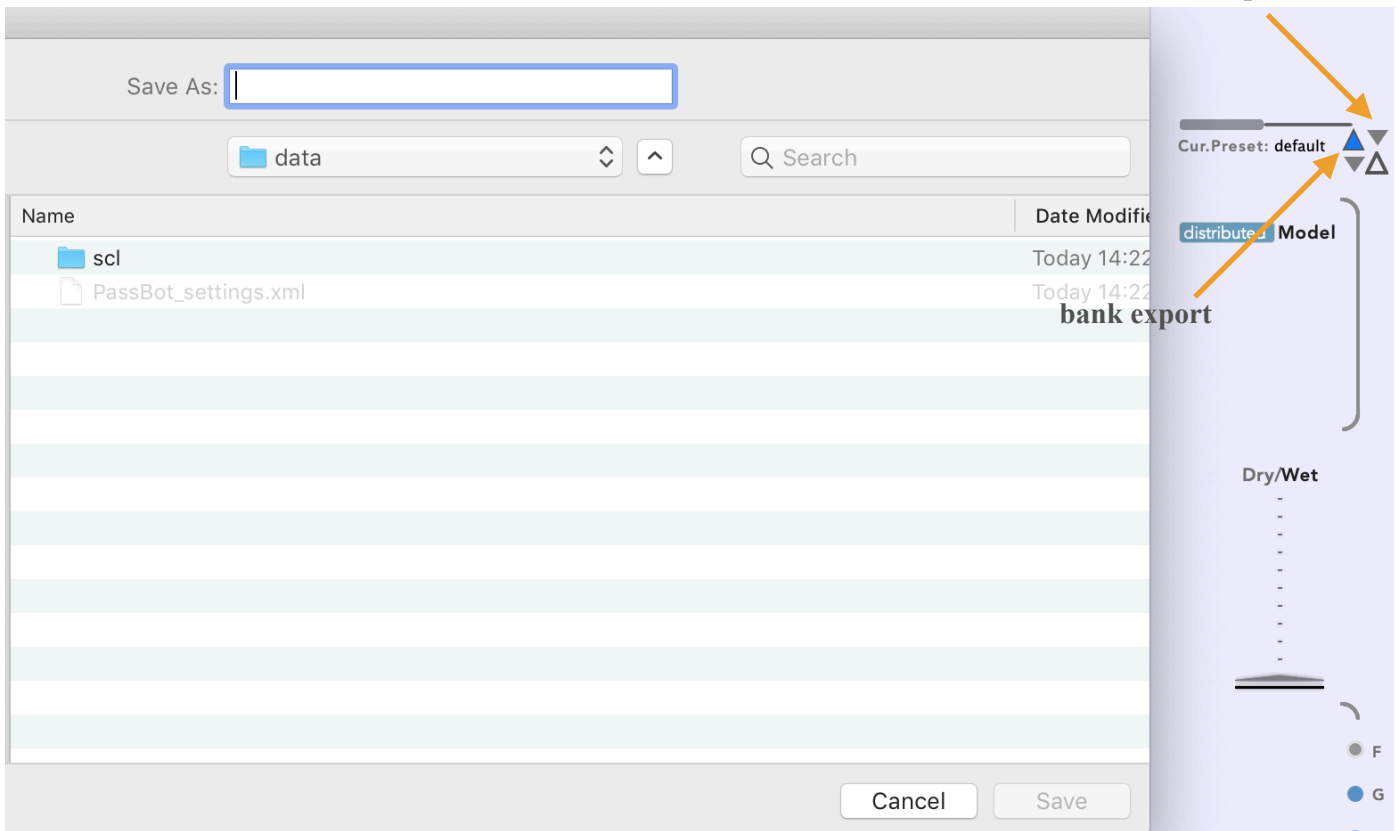 Save As:
data
Search
Name
Date Modifie
scl
Today 14:22
PassBot_settings.xml
Today 14:22
Cur.Preset: default
distributed Model
bank export
Dry/Wet
F
G
Cancel
Save